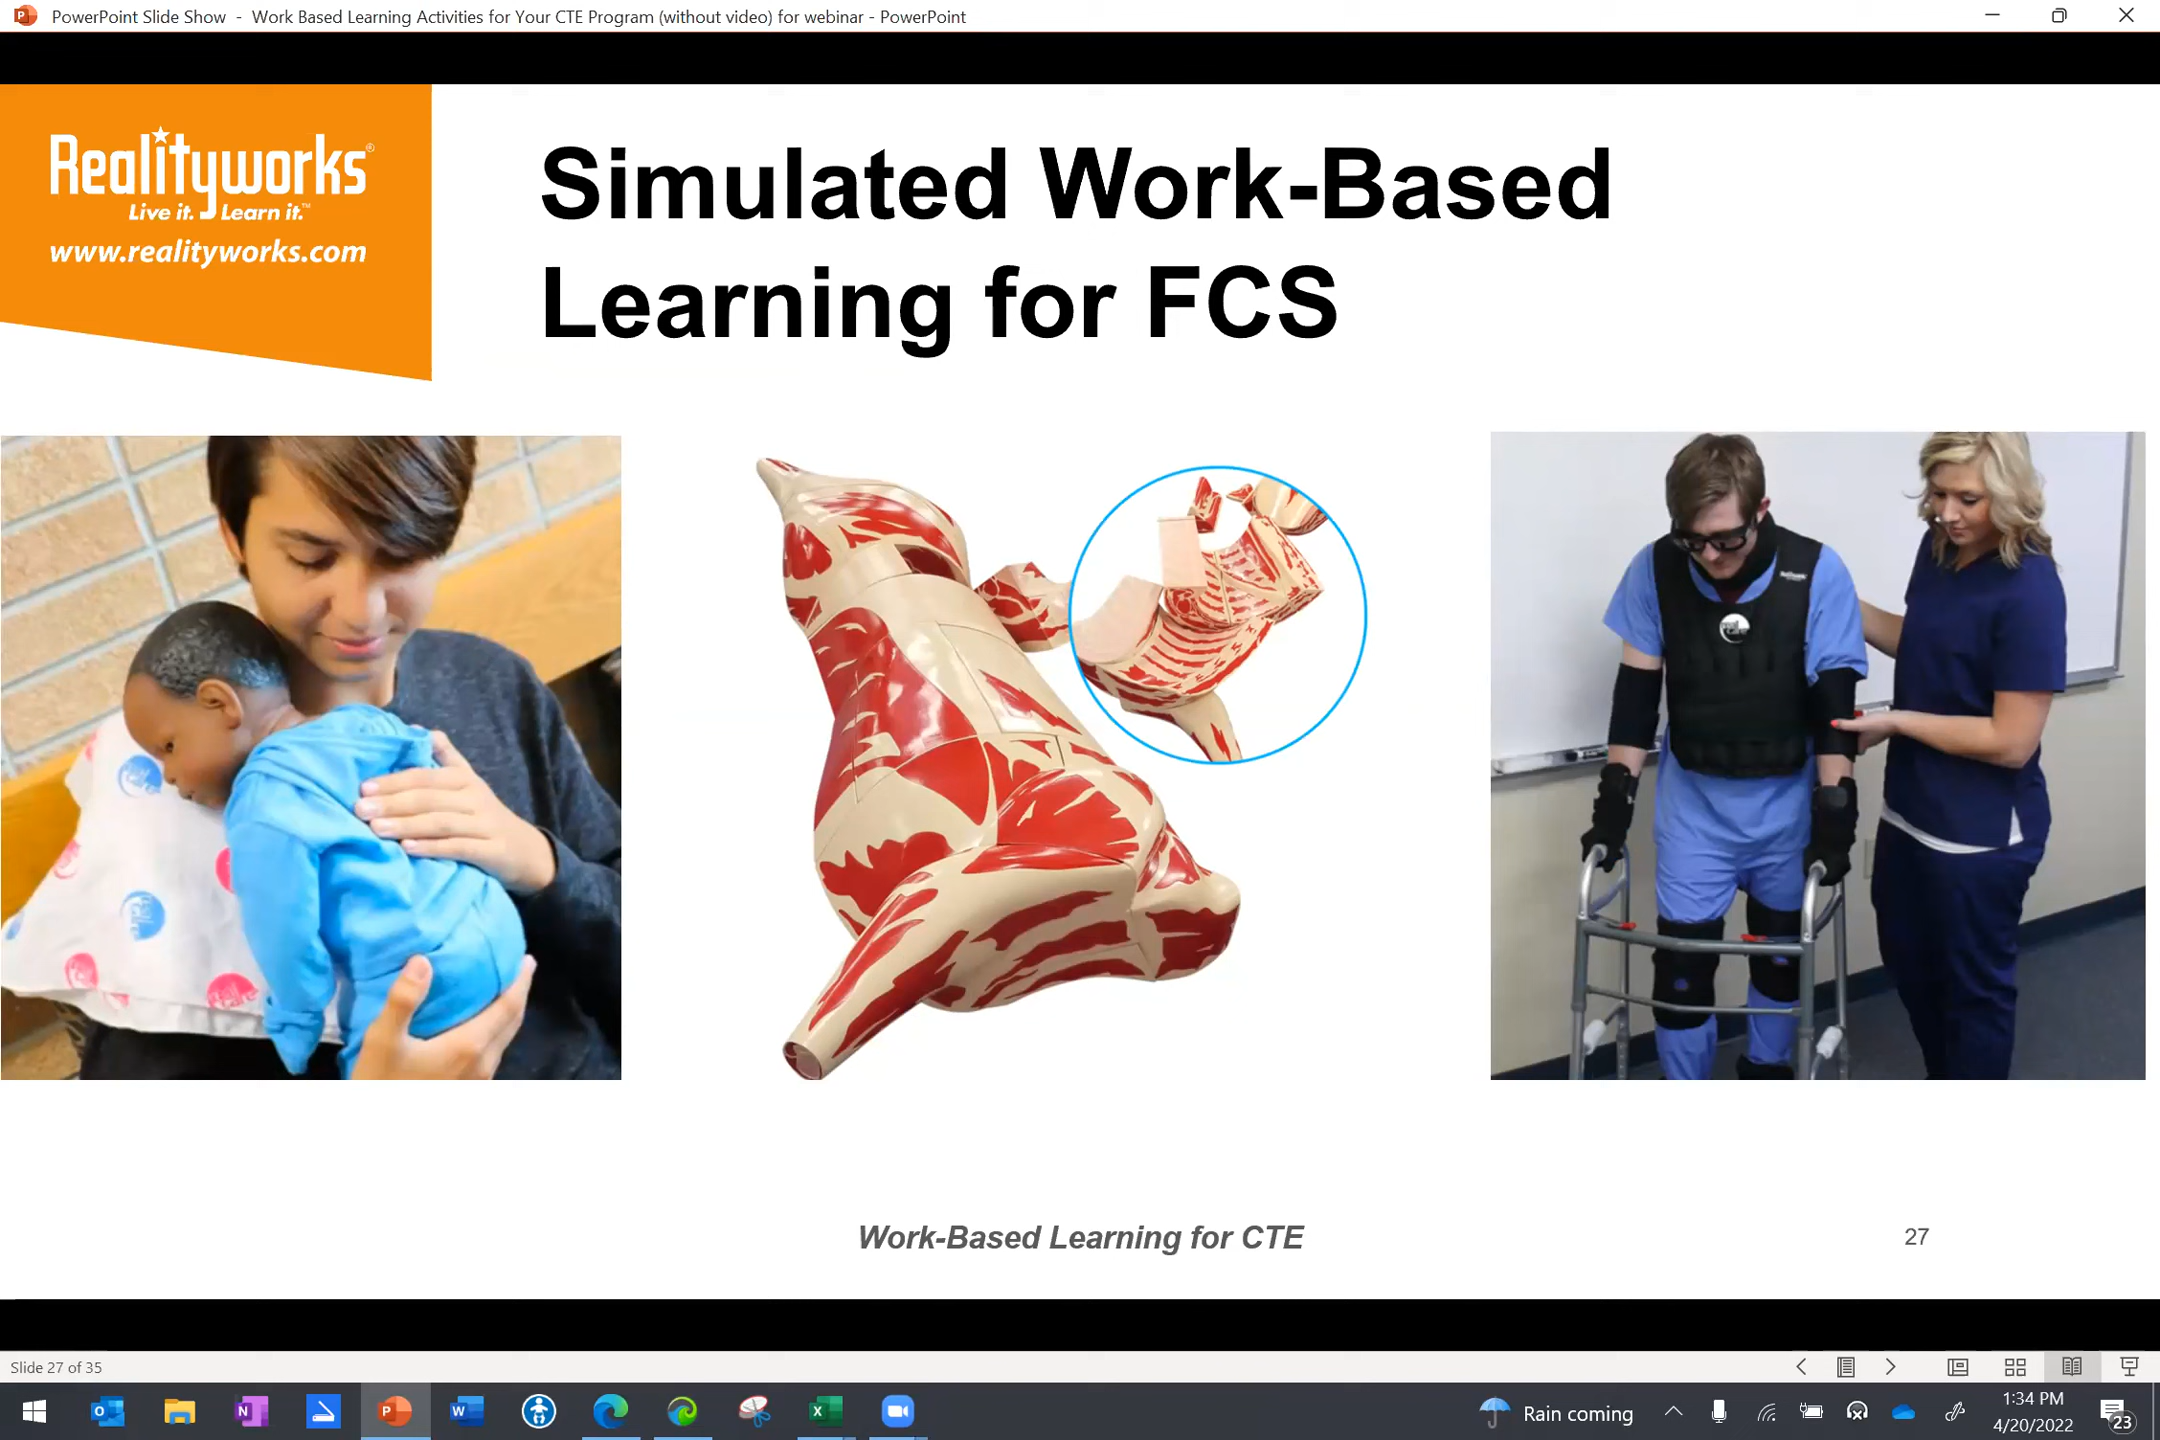 PowerPoint Slide Show - Work Based Learning Activities for Your CTE Program (without video) for webinar - PowerPoint
Realityworks®
Live it. Learn it.™
www.realityworks.com
Simulated Work-Based
Learning for FCS
real care
Work-Based Learning for CTE
27
Slide 27 of 35
Rain coming
1:34 PM
4/20/2022
23